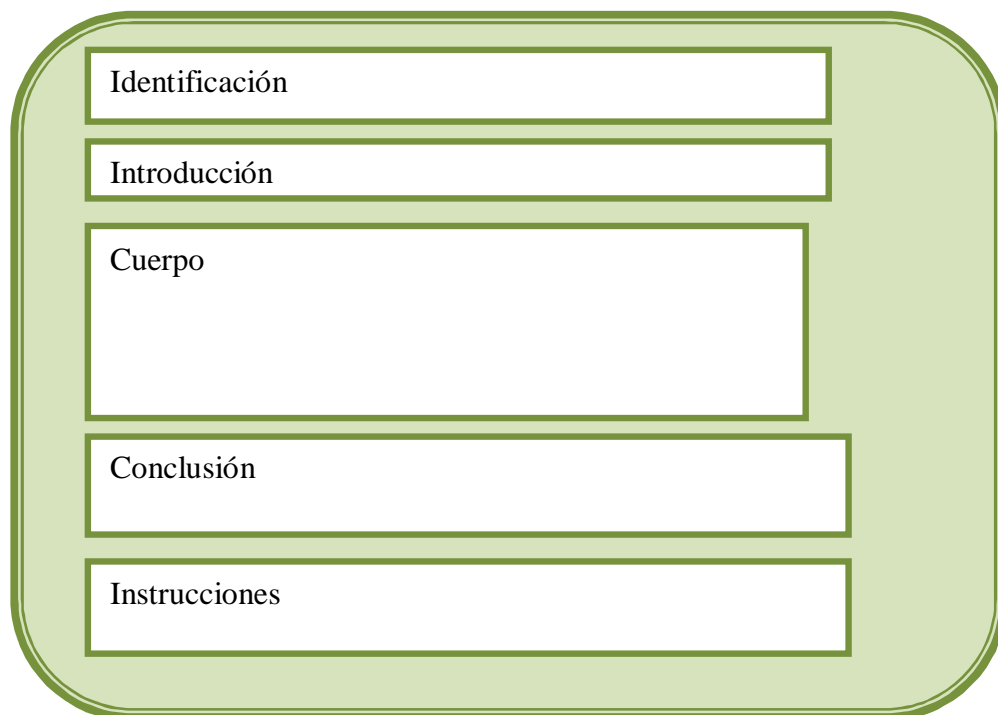 Identificación
Introducción
Cuerpo
Conclusión
Instrucciones